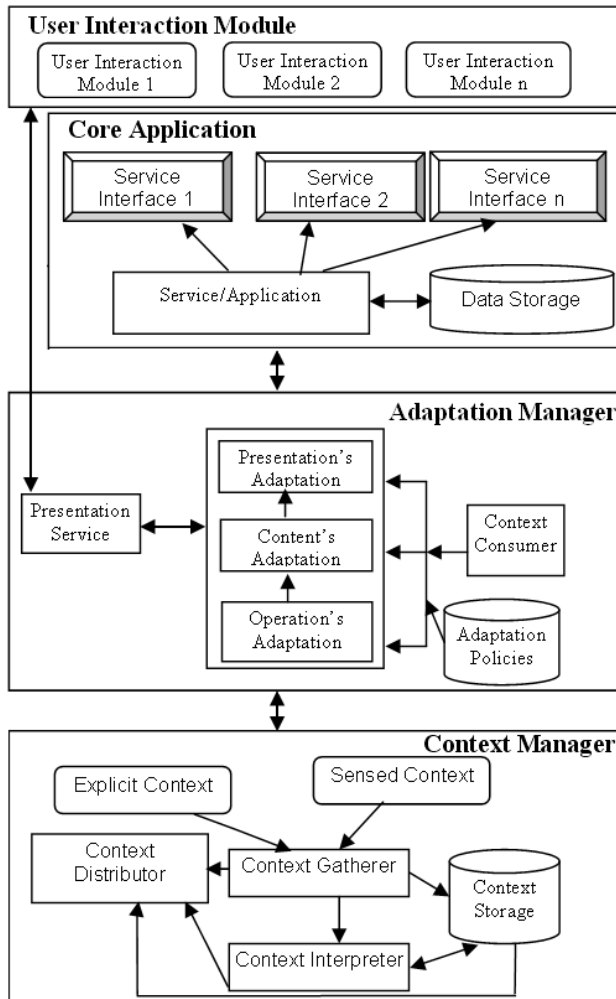 User Interaction Module
User Interaction
Module 1
User Interaction
Module 2
User Interaction
Module n
Core Application
Service
Interface 1
Service
Interface 2
Service
Interface n
Service/Application
Data Storage
Adaptation Manager
Presentation's
Adaptation
Presentation
Service
Content's
Adaptation
Context
Consumer
Operation's
Adaptation
Adaptation
Policies
Context Manager
Explicit Context
Sensed Context
Context
Distributor
Context Gatherer
Context
Storage
Context Interpreter